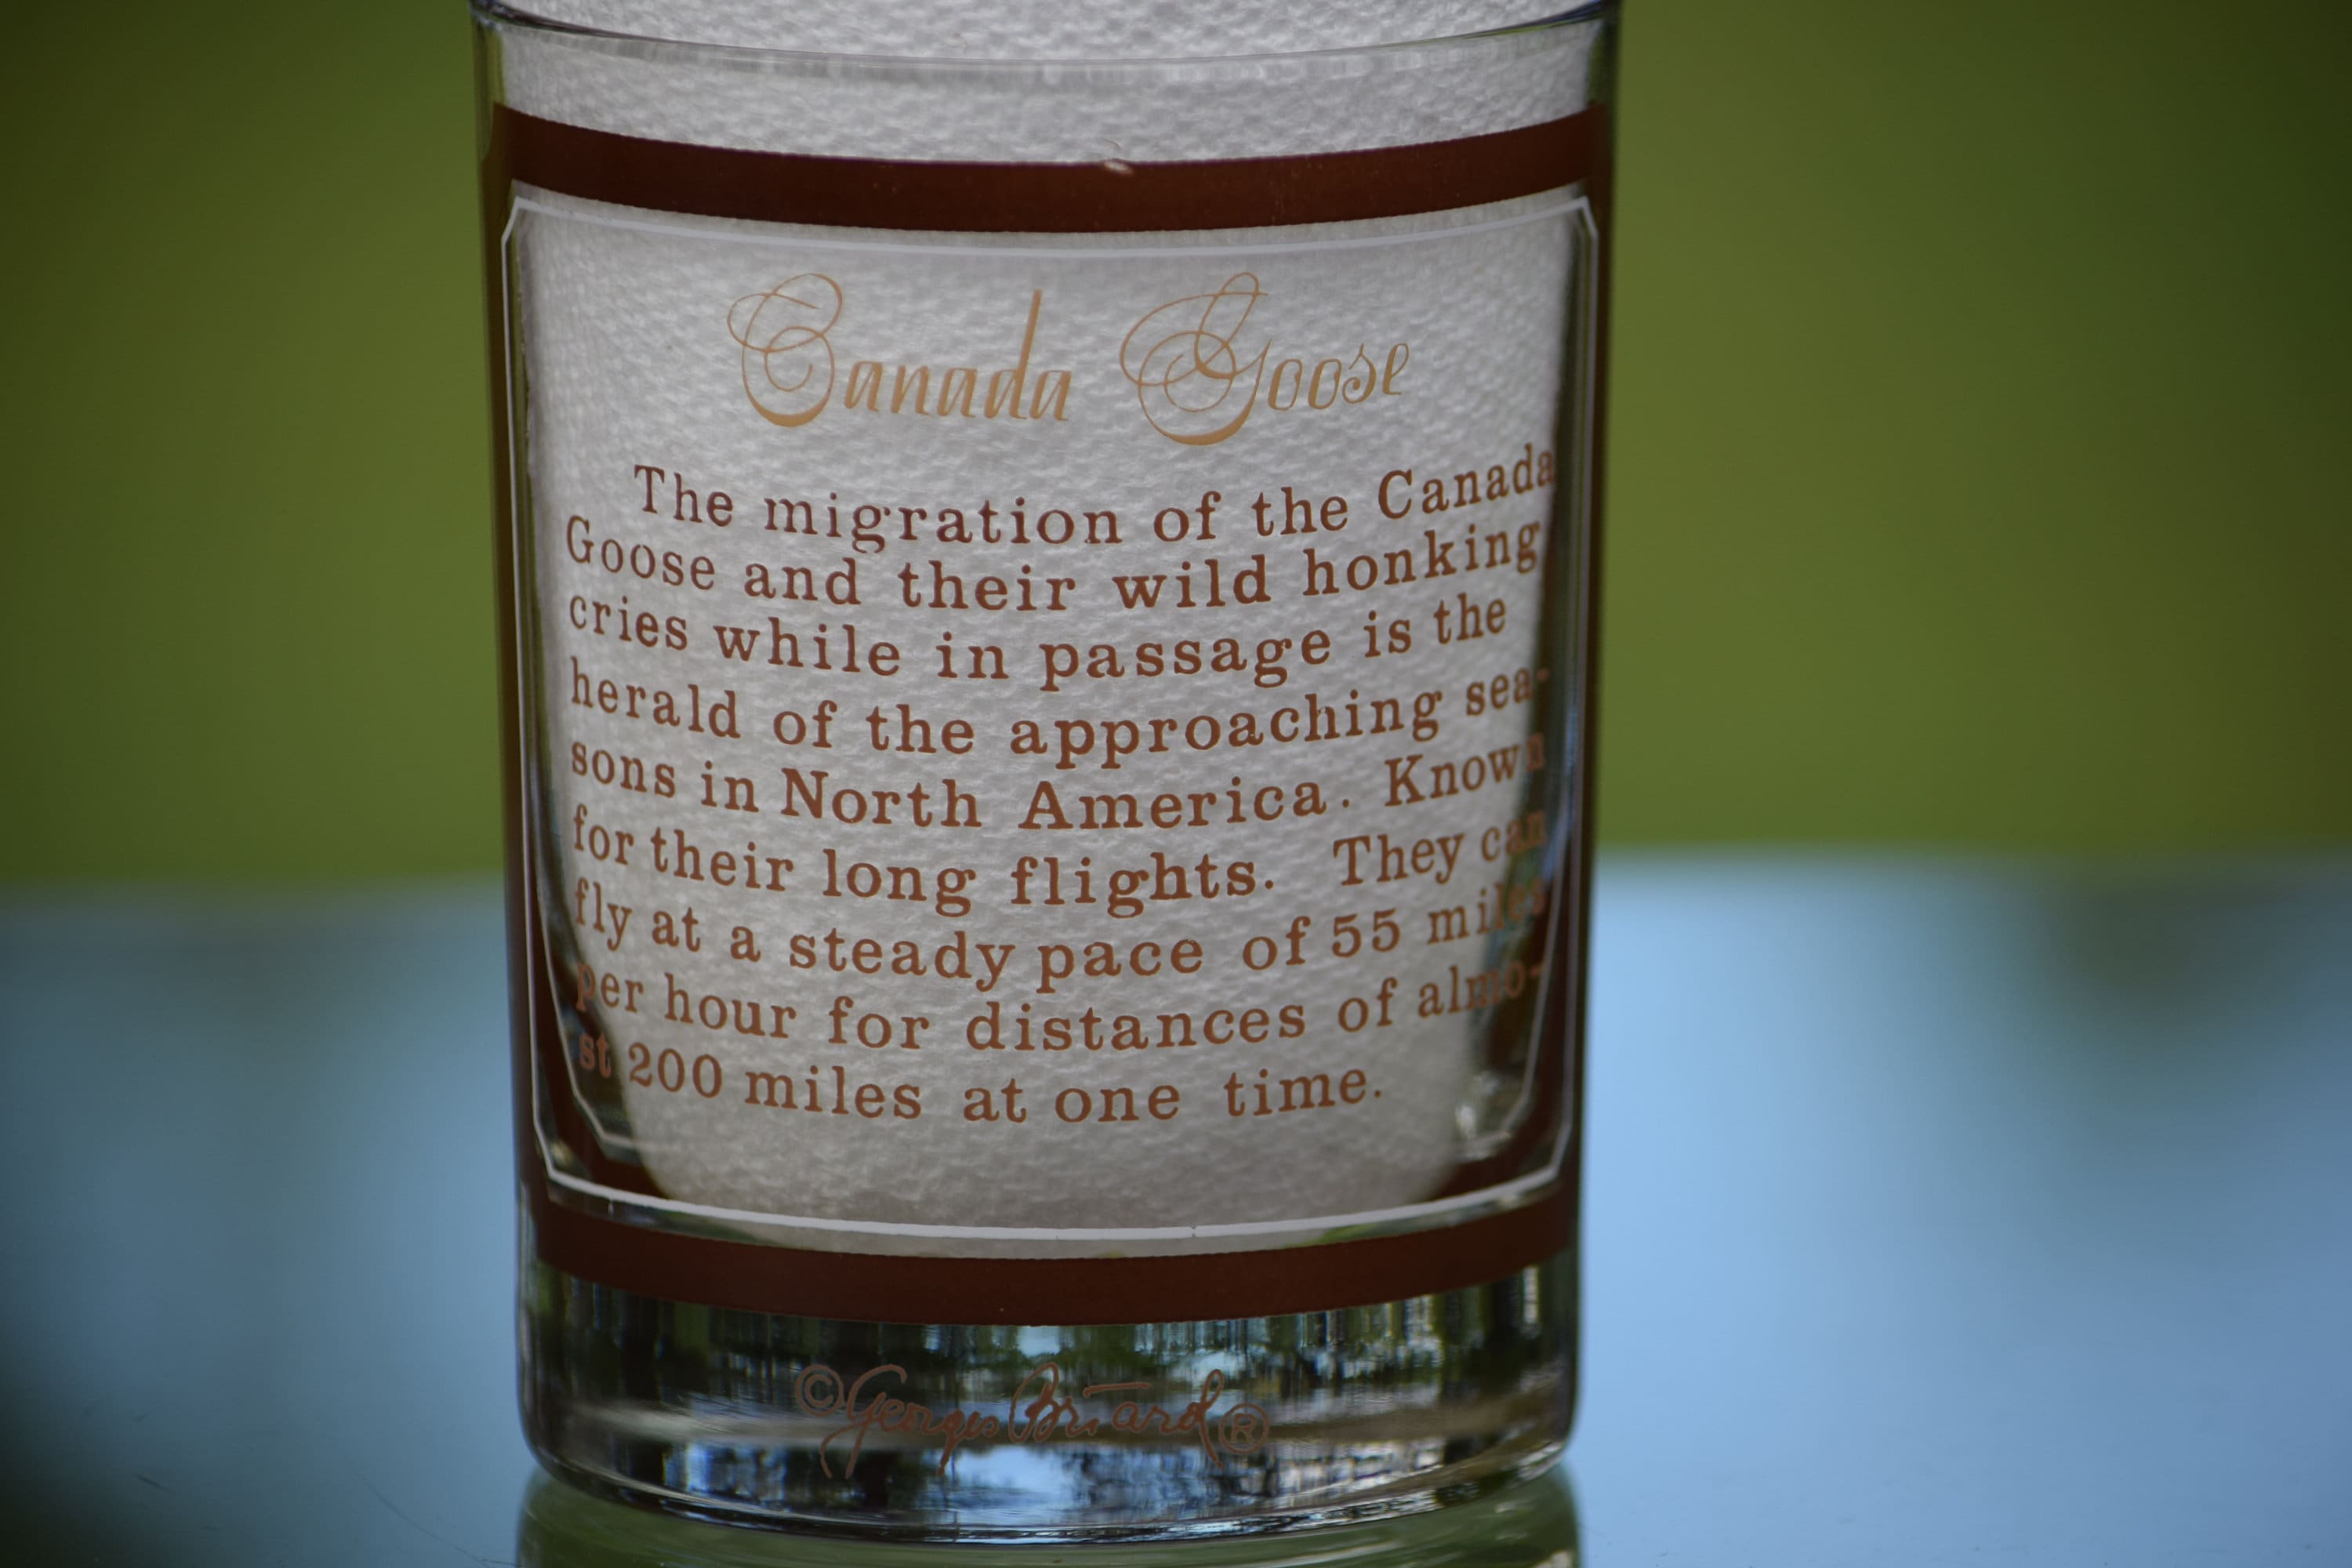 Canada Goose
The migration of the Canada
Goose and their wild honking
cries while in passage is the
herald of the approaching sea-
sons in North America. Known
for their long flights. They can
fly at a steady pace of 55 miles
per hour for distances of almo-
st 200 miles at one time.
© Georges Briard ®